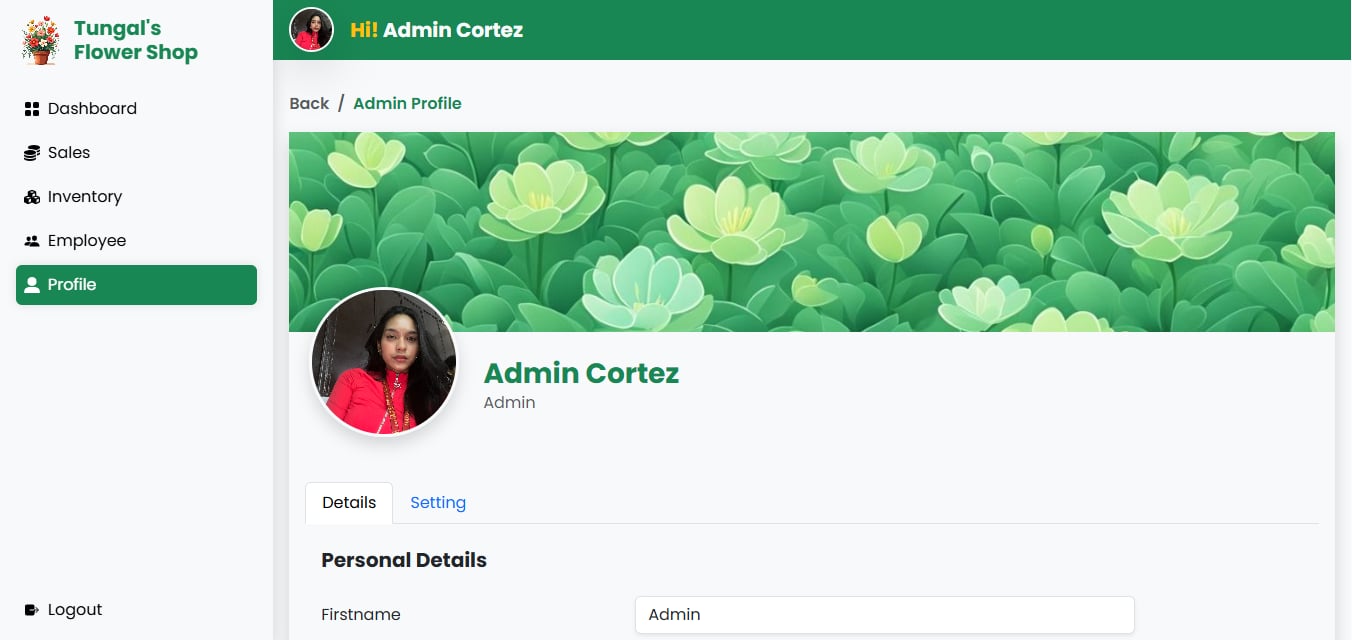 Tungal's
Flower Shop
Dashboard
Sales
Inventory
Employee
Profile
Logout
Hi! Admin Cortez
Back / Admin Profile
Admin Cortez
Admin
Details Setting
Personal Details
Firstname Admin